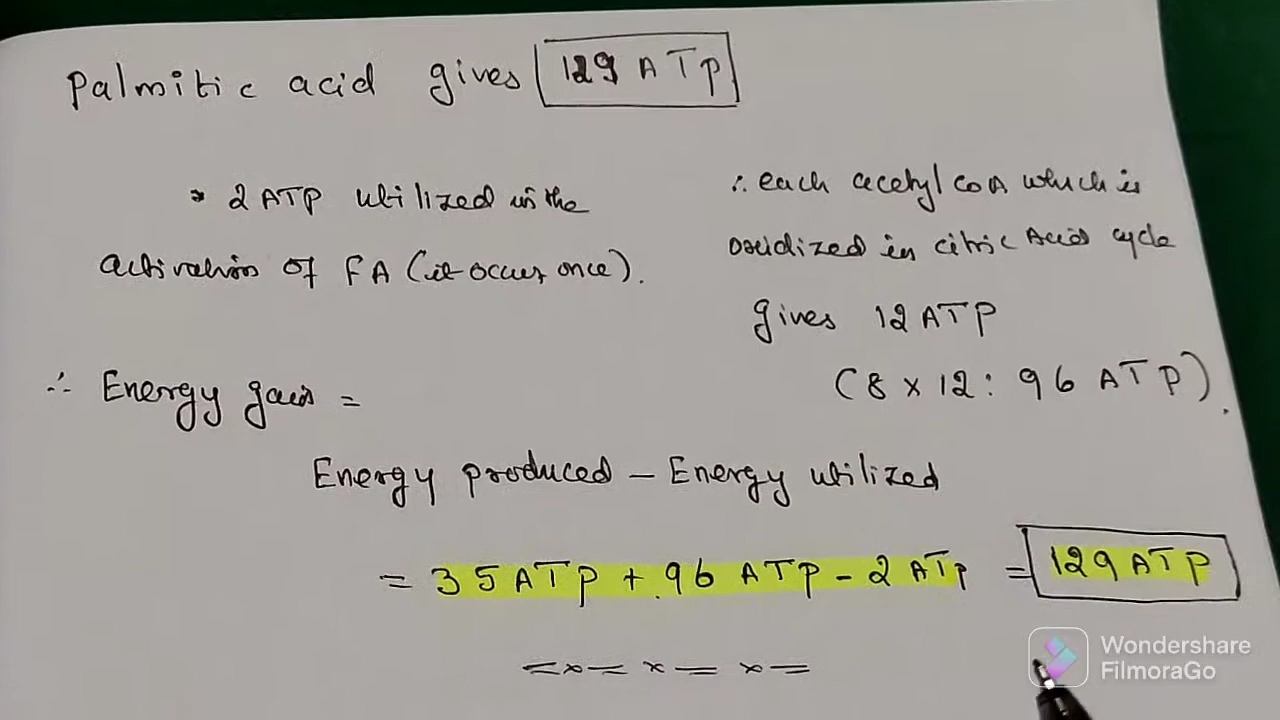 Palmitic acid gives 129 ATP
* 2 ATP utilized in the
activation of FA (it occur once).
∴ each acetyl coA which is
oxidized in citric Acid cycle
gives 12 ATP
(8 x 12 : 96 ATP).
∴ Energy gain =
Energy produced - Energy utilized
= 35 ATP + 96 ATP - 2 ATP = 129 ATP
Wondershare
FilmoraGo